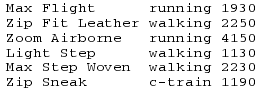 Max Flight      running 1930
Zip Fit Leather walking 2250
Zoom Airborne   running 4150
Light Step      walking 1130
Max Step Woven  walking 2230
Zip Sneak       c-train 1190